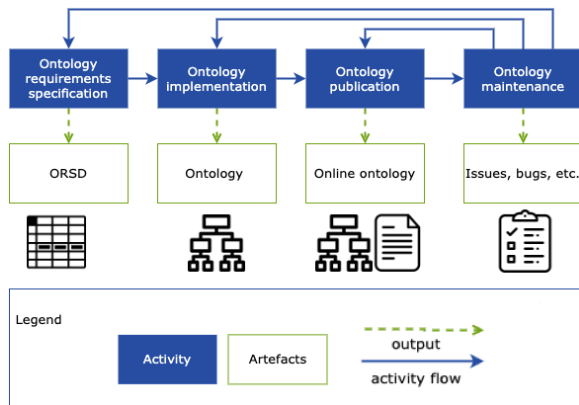 Ontology
requirements
specification
Ontology
implementation
Ontology
publication
Ontology
maintenance
ORSD
Ontology
Online ontology
Issues, bugs, etc.
Legend
Activity
Artefacts
output
activity flow